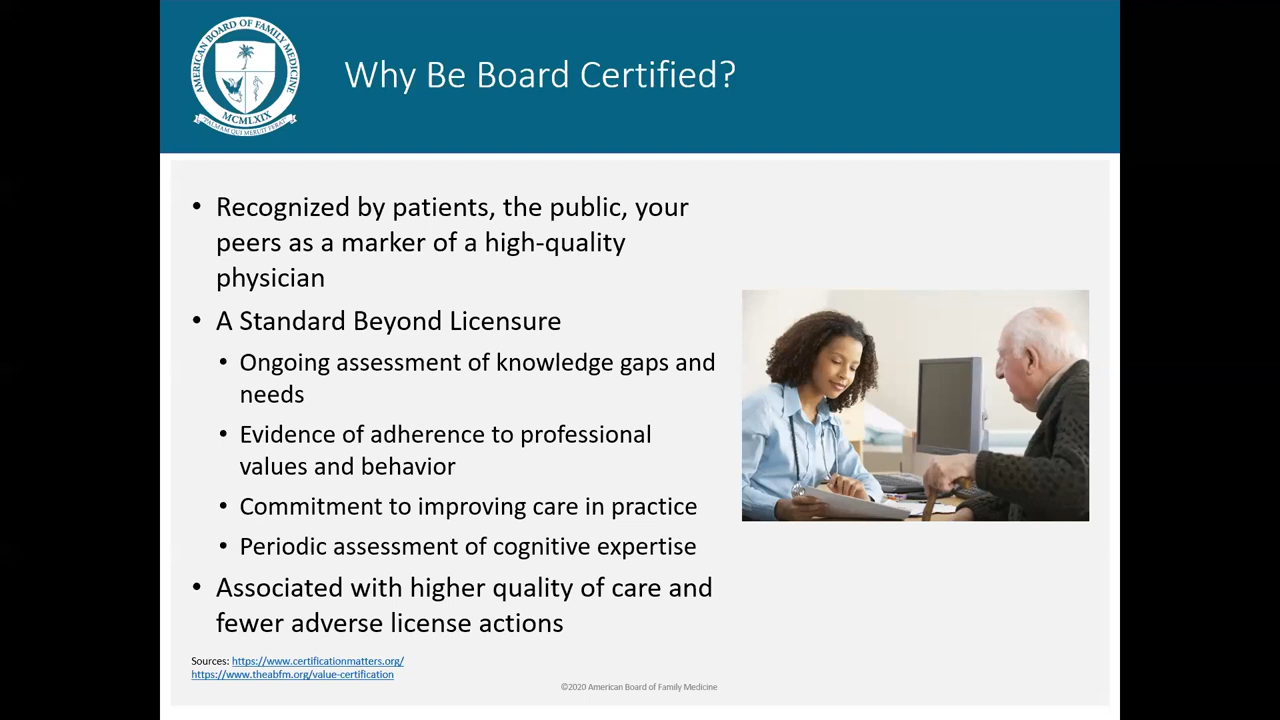 AMERICAN BOARD OF FAMILY MEDICINE
MCMLXIX
PALMAM QUI MERUIT FERAT
Why Be Board Certified?
• Recognized by patients, the public, your
peers as a marker of a high-quality
physician
• A Standard Beyond Licensure
• Ongoing assessment of knowledge gaps and
needs
• Evidence of adherence to professional
values and behavior
• Commitment to improving care in practice
• Periodic assessment of cognitive expertise
• Associated with higher quality of care and
fewer adverse license actions
Sources: https://www.certificationmatters.org/
https://www.theabfm.org/value-certification
©2020 American Board of Family Medicine